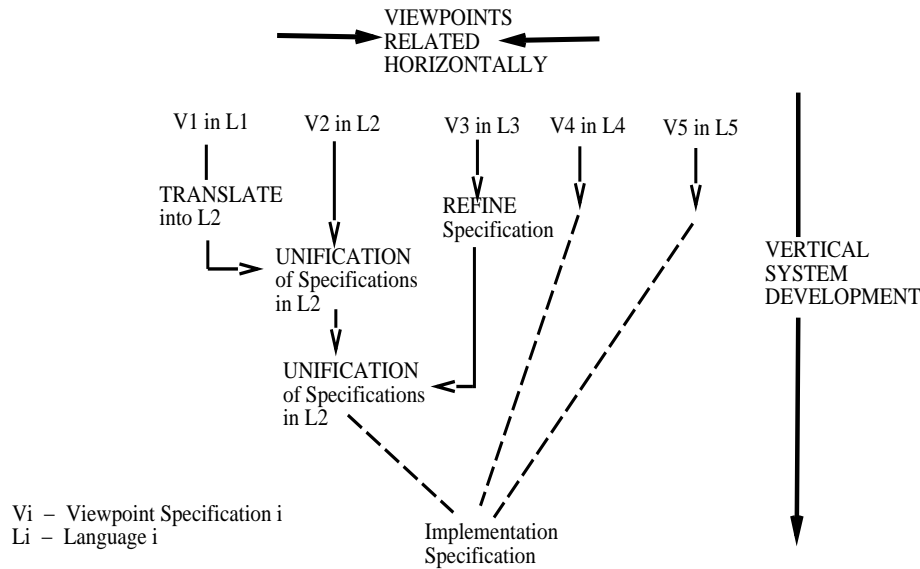 VIEWPOINTS
RELATED
HORIZONTALLY
V1 in L1
V2 in L2
V3 in L3
V4 in L4
V5 in L5
TRANSLATE
into L2
REFINE
Specification
UNIFICATION
of Specifications
in L2
VERTICAL
SYSTEM
DEVELOPMENT
UNIFICATION
of Specifications
in L2
Vi – Viewpoint Specification i
Li – Language i
Implementation
Specification